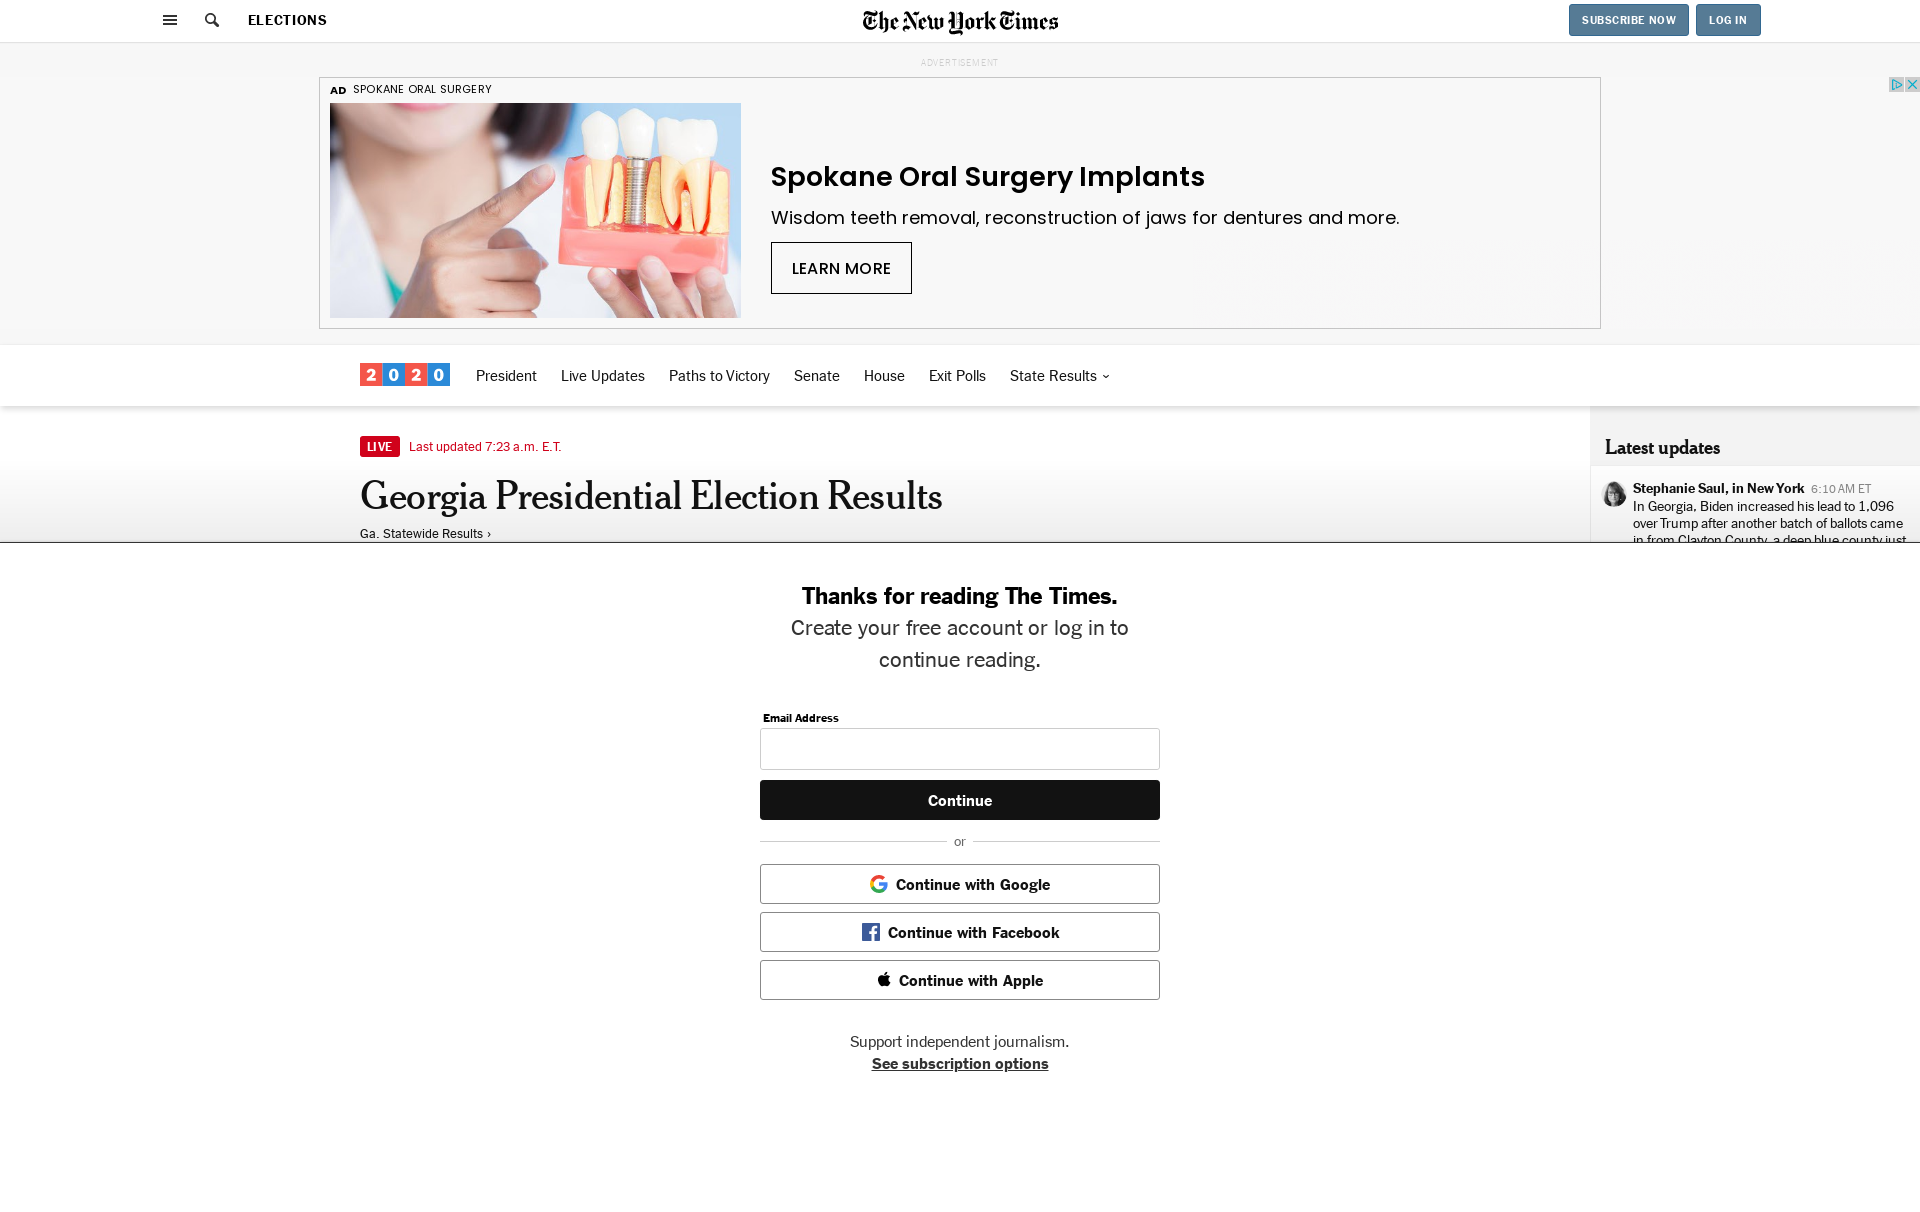 ELECTIONS
The New York Times
SUBSCRIBE NOW
LOG IN
ADVERTISEMENT
AD SPOKANE ORAL SURGERY
Spokane Oral Surgery Implants
Wisdom teeth removal, reconstruction of jaws for dentures and more.
LEARN MORE
2020
President
Live Updates
Paths to Victory
Senate
House
Exit Polls
State Results
LIVE Last updated 7:23 a.m. E.T.
Georgia Presidential Election Results
Ga. Statewide Results ›
Latest updates
Stephanie Saul, in New York 6:10 AM ET
In Georgia, Biden increased his lead to 1,096
over Trump after another batch of ballots came
in from Clayton County, a deep blue county just
Thanks for reading The Times.
Create your free account or log in to
continue reading.
Email Address
Continue
or
Continue with Google
Continue with Facebook
Continue with Apple
Support independent journalism.
See subscription options